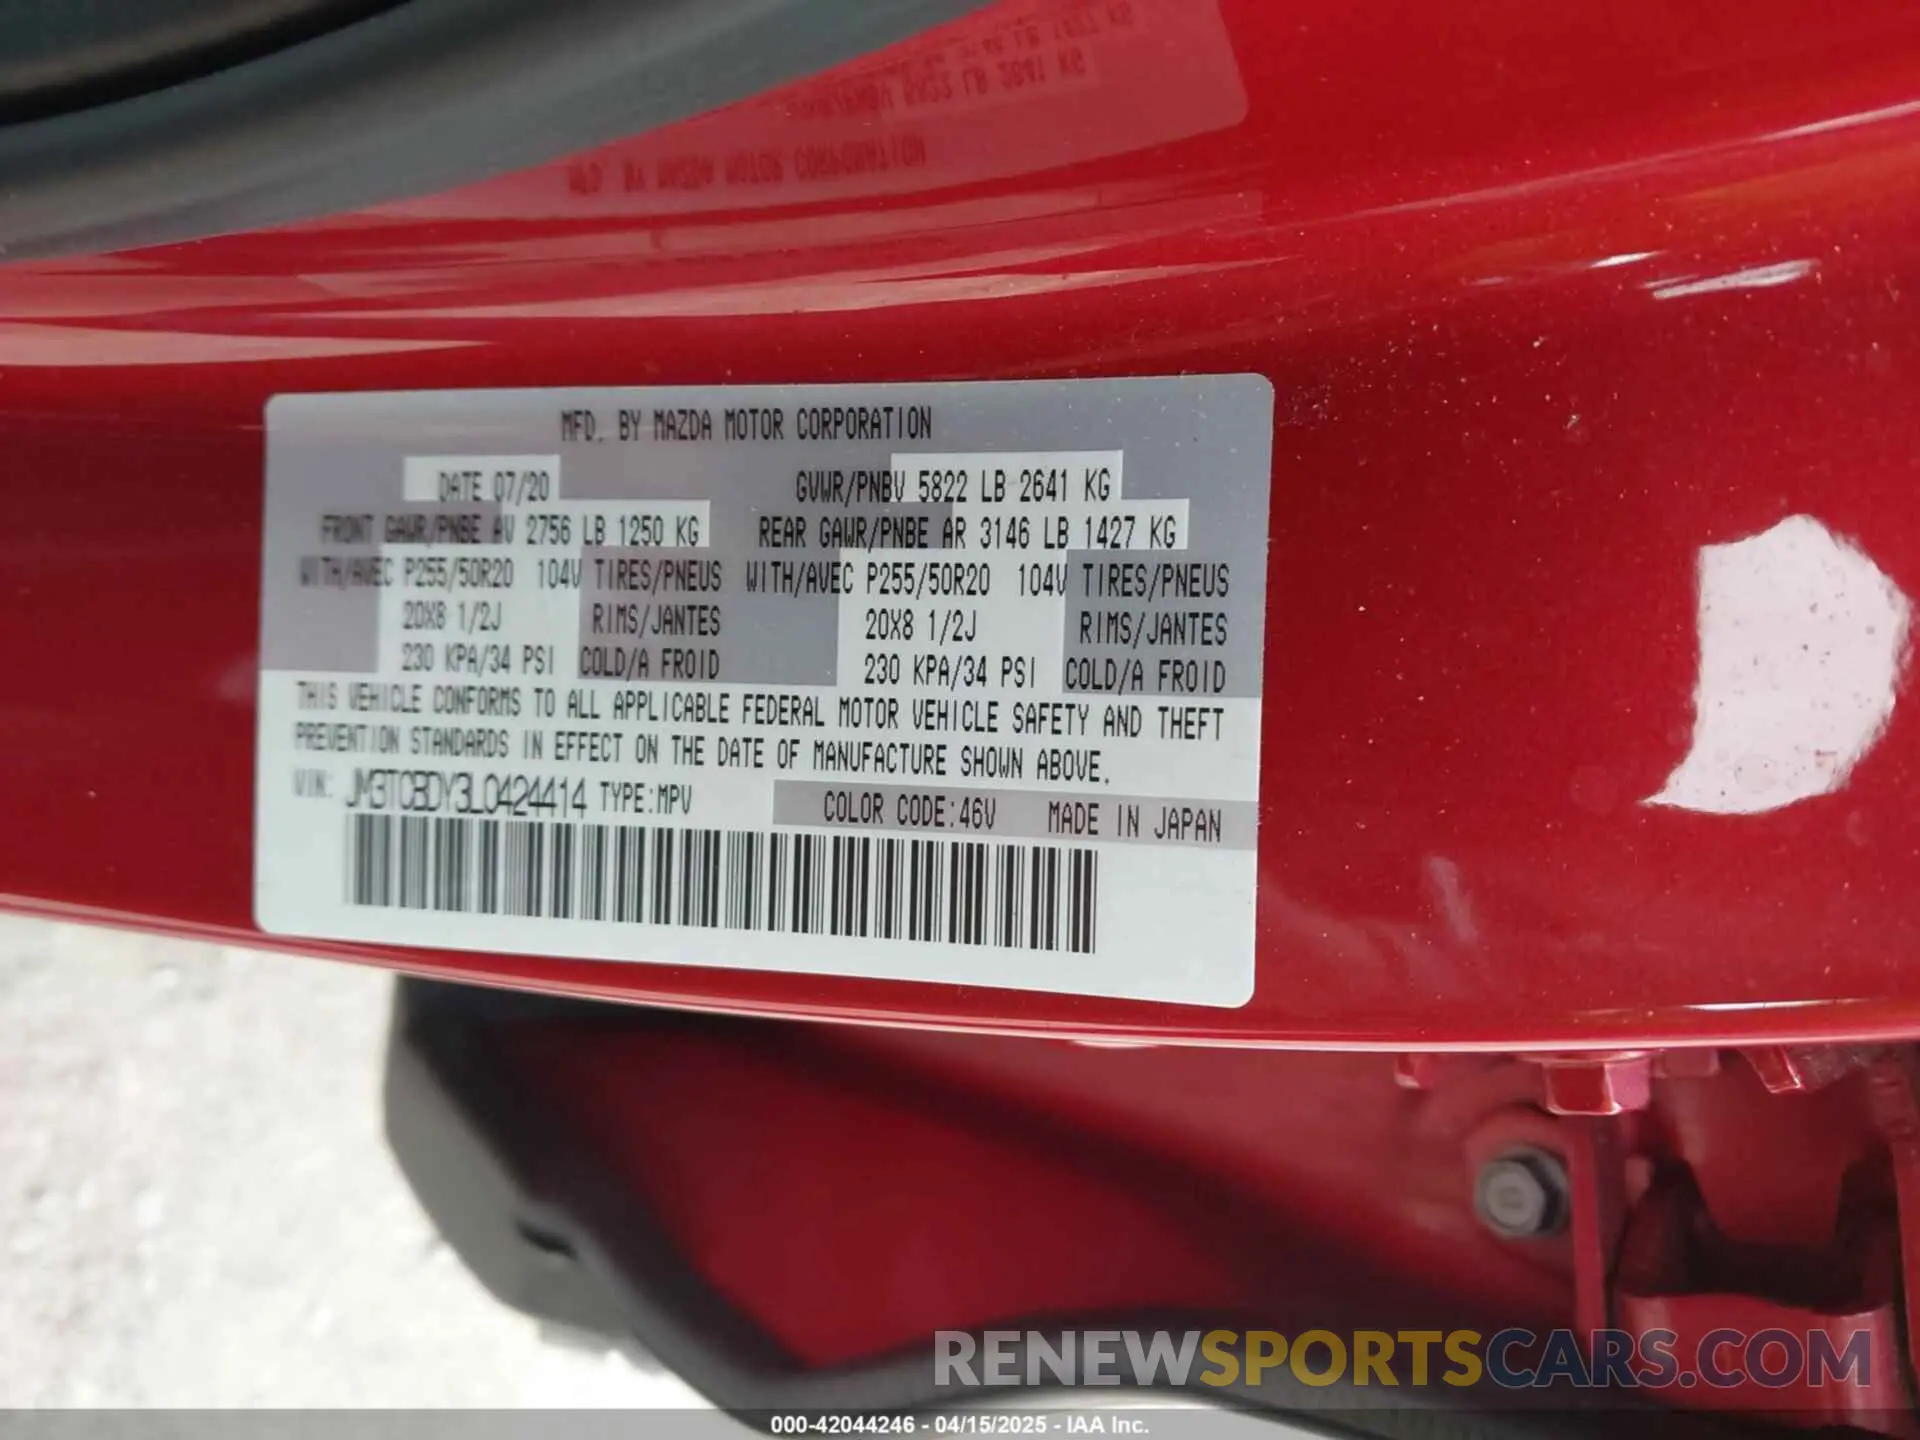 MFD. BY MAZDA MOTOR CORPORATION
DATE 07/20 GVWR/PNBV 5822 LB 2641 KG
FRONT GAWR/PNBE AV 2756 LB 1250 KG REAR GAWR/PNBE AR 3146 LB 1427 KG
WITH/AVEC P255/50R20 104V TIRES/PNEUS WITH/AVEC P255/50R20 104V TIRES/PNEUS
20X8 1/2J RIMS/JANTES 20X8 1/2J RIMS/JANTES
230 KPA/34 PSI COLD/A FROID 230 KPA/34 PSI COLD/A FROID
THIS VEHICLE CONFORMS TO ALL APPLICABLE FEDERAL MOTOR VEHICLE SAFETY AND THEFT
PREVENTION STANDARDS IN EFFECT ON THE DATE OF MANUFACTURE SHOWN ABOVE.
VIN: JM3TCBDY3L0424414 TYPE:MPV COLOR CODE:46V MADE IN JAPAN
RENEWSPORTSCARS.COM
000-42044246 - 04/15/2025 - IAA Inc.